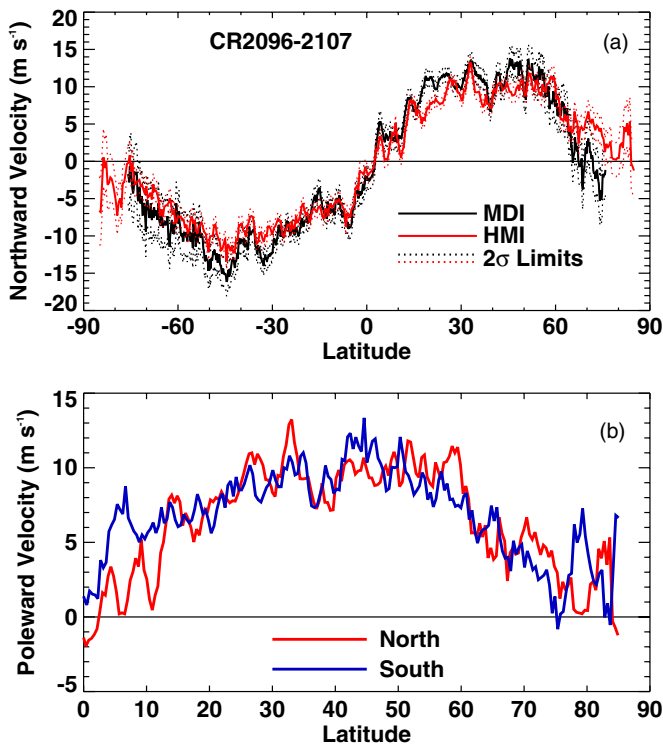 CR2096-2107
(a)
Northward Velocity (m s-1)
20
15
10
5
0
-5
-10
-15
-20
MDI
HMI
2σ Limits
-90 -60 -30 0 30 60 90
Latitude
(b)
Poleward Velocity (m s-1)
15
10
5
0
-5
North
South
0 10 20 30 40 50 60 70 80 90
Latitude